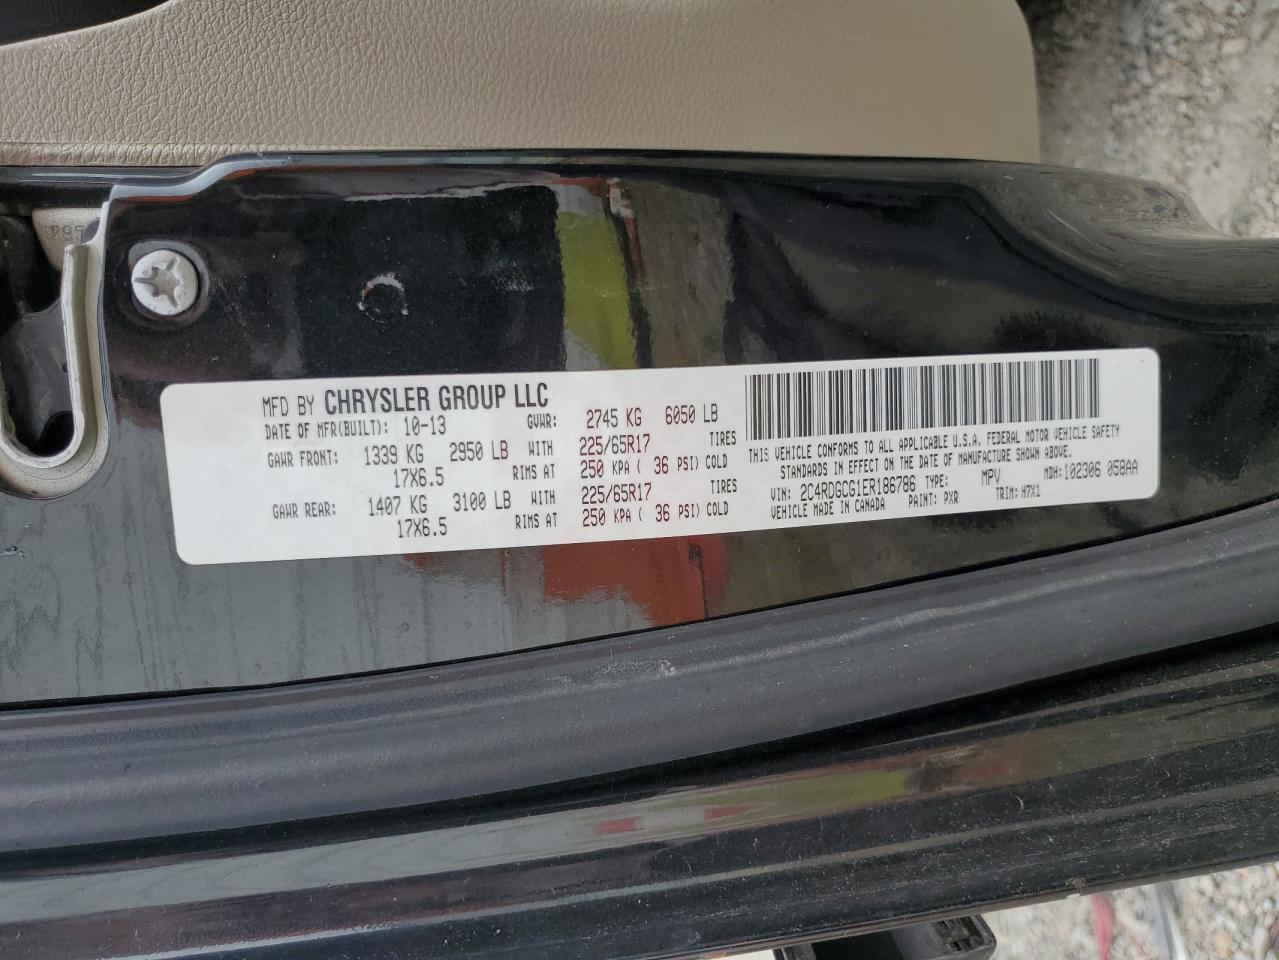 MFD BY CHRYSLER GROUP LLC
DATE OF MFR(BUILT): 10-13 GVWR: 2745 KG 6050 LB
GAWR FRONT: 1339 KG 2950 LB WITH 225/65R17 TIRES
17X6.5 RIMS AT 250 KPA ( 36 PSI) COLD
GAWR REAR: 1407 KG 3100 LB WITH 225/65R17 TIRES
17X6.5 RIMS AT 250 KPA ( 36 PSI) COLD
THIS VEHICLE CONFORMS TO ALL APPLICABLE U.S.A. FEDERAL MOTOR VEHICLE SAFETY
STANDARDS IN EFFECT ON THE DATE OF MANUFACTURE SHOWN ABOVE.
VIN: 2C4RDGCG1ER186786 TYPE: MPV MDH: 102306 058AA
VEHICLE MADE IN CANADA PAINT: PXR TRIM: H7X1